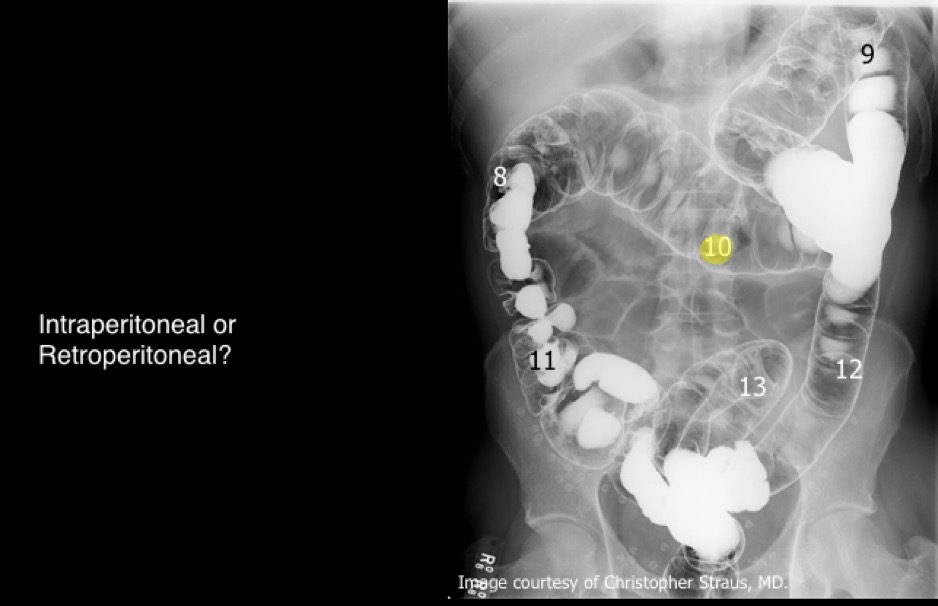 9
8
10
Intraperitoneal or
Retroperitoneal?
11
12
13
Image courtesy of Christopher Straus, MD.